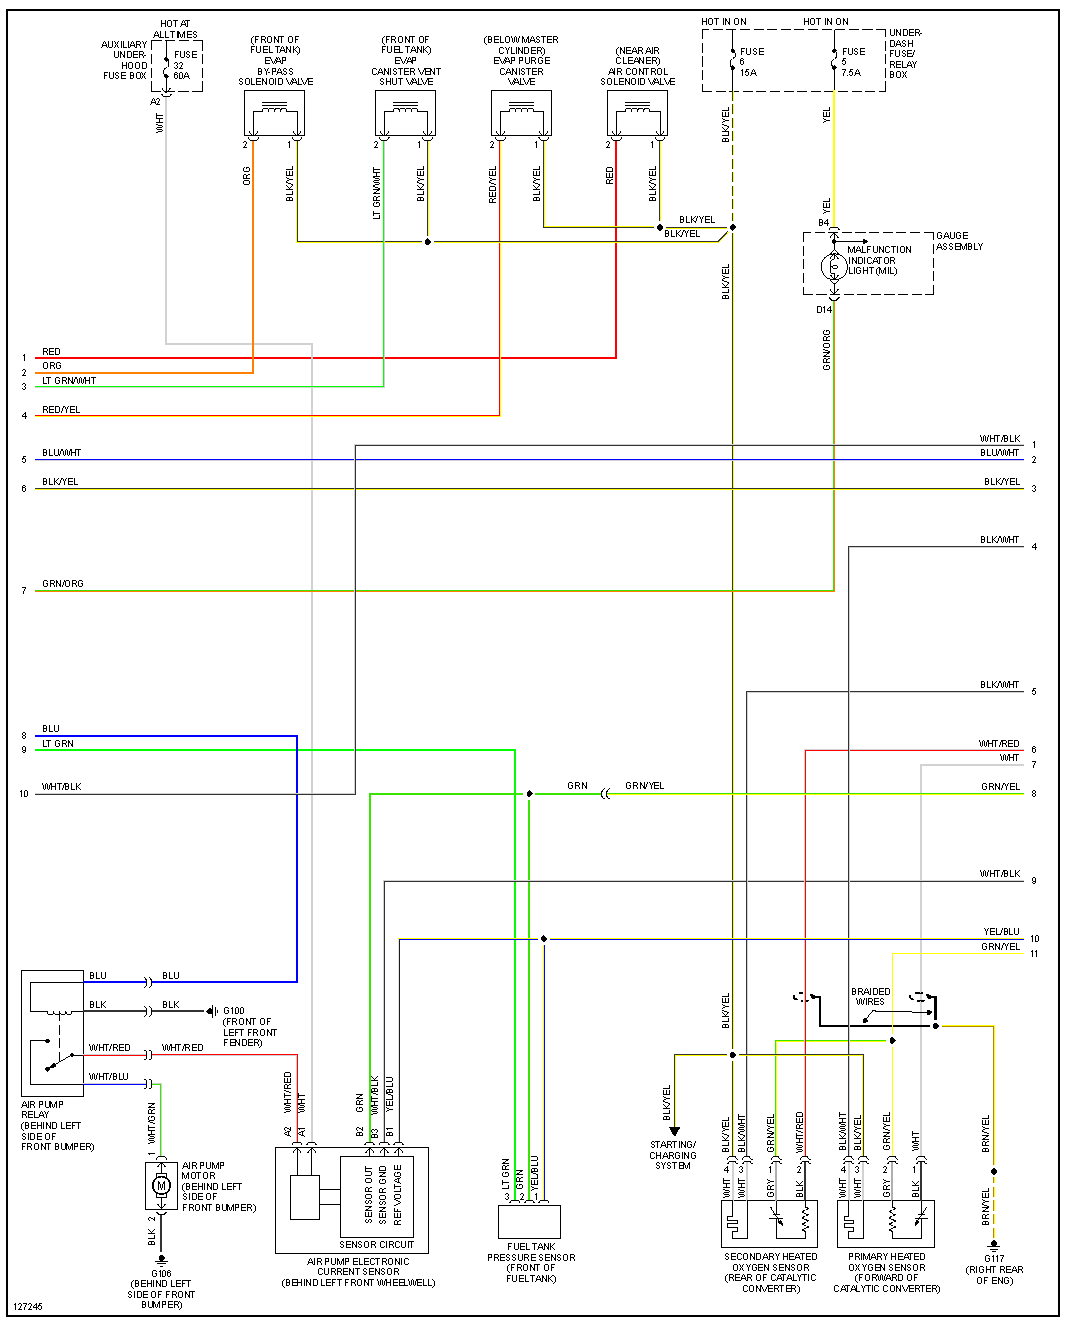 HOT AT
ALL TIMES
AUXILIARY
UNDER-
HOOD
FUSE BOX
FUSE
32
60A
A2
WHT
(FRONT OF
FUEL TANK)
EVAP
BY-PASS
SOLENOID VALVE
2
1
ORG
BLK/YEL
(FRONT OF
FUEL TANK)
EVAP
CANISTER VENT
SHUT VALVE
2
1
LT GRN/WHT
BLK/YEL
(BELOW MASTER
CYLINDER)
EVAP PURGE
CANISTER
VALVE
2
1
RED/YEL
BLK/YEL
(NEAR AIR
CLEANER)
AIR CONTROL
SOLENOID VALVE
2
1
RED
BLK/YEL
HOT IN ON
HOT IN ON
FUSE
6
15A
FUSE
5
7.5A
UNDER-
DASH
FUSE/
RELAY
BOX
BLK/YEL
YEL
YEL
BLK/YEL
BLK/YEL
BLK/YEL
B4
GAUGE
ASSEMBLY
MALFUNCTION
INDICATOR
LIGHT (MIL)
D14
GRN/ORG
1 RED
2 ORG
3 LT GRN/WHT
4 RED/YEL
5 BLU/WHT
6 BLK/YEL
7 GRN/ORG
8 BLU
9 LT GRN
10 WHT/BLK
WHT/BLK 1
BLU/WHT 2
BLK/YEL 3
BLK/WHT 4
BLK/WHT 5
WHT/RED 6
WHT 7
GRN GRN/YEL GRN/YEL 8
WHT/BLK 9
YEL/BLU 10
GRN/YEL 11
BLU BLU
BLK BLK
G100
(FRONT OF
LEFT FRONT
FENDER)
WHT/RED WHT/RED
WHT/BLU
AIR PUMP
RELAY
(BEHIND LEFT
SIDE OF
FRONT BUMPER)
WHT/GRN
1
M
AIR PUMP
MOTOR
(BEHIND LEFT
SIDE OF
FRONT BUMPER)
2
BLK
G106
(BEHIND LEFT
SIDE OF FRONT
BUMPER)
WHT/RED
WHT
A2
A1
GRN
WHT/BLK
YEL/BLU
B2
B3
B1
SENSOR OUT
SENSOR GND
REF VOLTAGE
SENSOR CIRCUIT
AIR PUMP ELECTRONIC
CURRENT SENSOR
(BEHIND LEFT FRONT WHEELWELL)
LT GRN
GRN
YEL/BLU
3
2
1
FUEL TANK
PRESSURE SENSOR
(FRONT OF
FUEL TANK)
BLK/YEL
BLK/YEL
STARTING/
CHARGING
SYSTEM
BRAIDED
WIRES
BLK/YEL
BLK/WHT
GRN/YEL
WHT/RED
4
3
1
2
WHT
WHT
GRY
BLK
SECONDARY HEATED
OXYGEN SENSOR
(REAR OF CATALYTIC
CONVERTER)
BLK/WHT
BLK/YEL
GRN/YEL
WHT
4
3
2
1
WHT
WHT
GRY
BLK
PRIMARY HEATED
OXYGEN SENSOR
(FORWARD OF
CATALYTIC CONVERTER)
BRN/YEL
BRN/YEL
G117
(RIGHT REAR
OF ENG)
127245